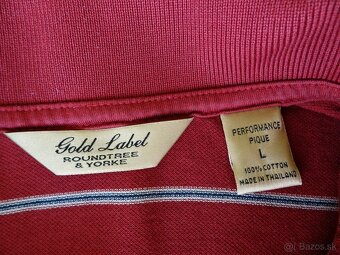 Gold Label
ROUNDTREE
& YORKE
PERFORMANCE
PIQUE
L
100% COTTON
MADE IN THAILAND
Bazos.sk